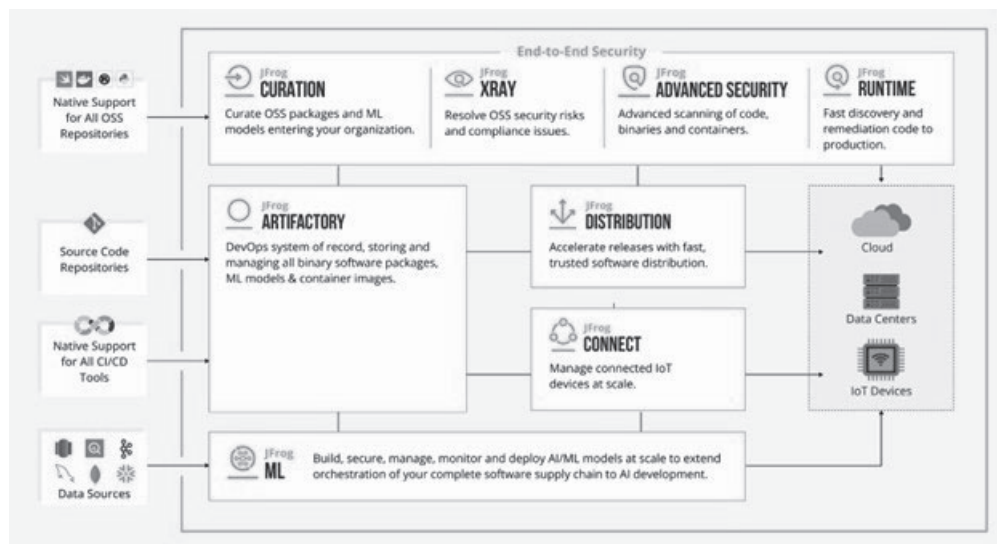 End-to-End Security
Native Support
for All OSS
Repositories
JFrog
CURATION
Curate OSS packages and ML
models entering your organization.
JFrog
XRAY
Resolve OSS security risks
and compliance issues.
JFrog
ADVANCED SECURITY
Advanced scanning of code,
binaries and containers.
JFrog
RUNTIME
Fast discovery and
remediation code to
production.
Source Code
Repositories
JFrog
ARTIFACTORY
DevOps system of record, storing and
managing all binary software packages,
ML models & container images.
JFrog
DISTRIBUTION
Accelerate releases with fast,
trusted software distribution.
Cloud
Data Centers
IoT Devices
Native Support
for All CI/CD
Tools
JFrog
CONNECT
Manage connected IoT
devices at scale.
Data Sources
JFrog
ML
Build, secure, manage, monitor and deploy AI/ML models at scale to extend
orchestration of your complete software supply chain to AI development.